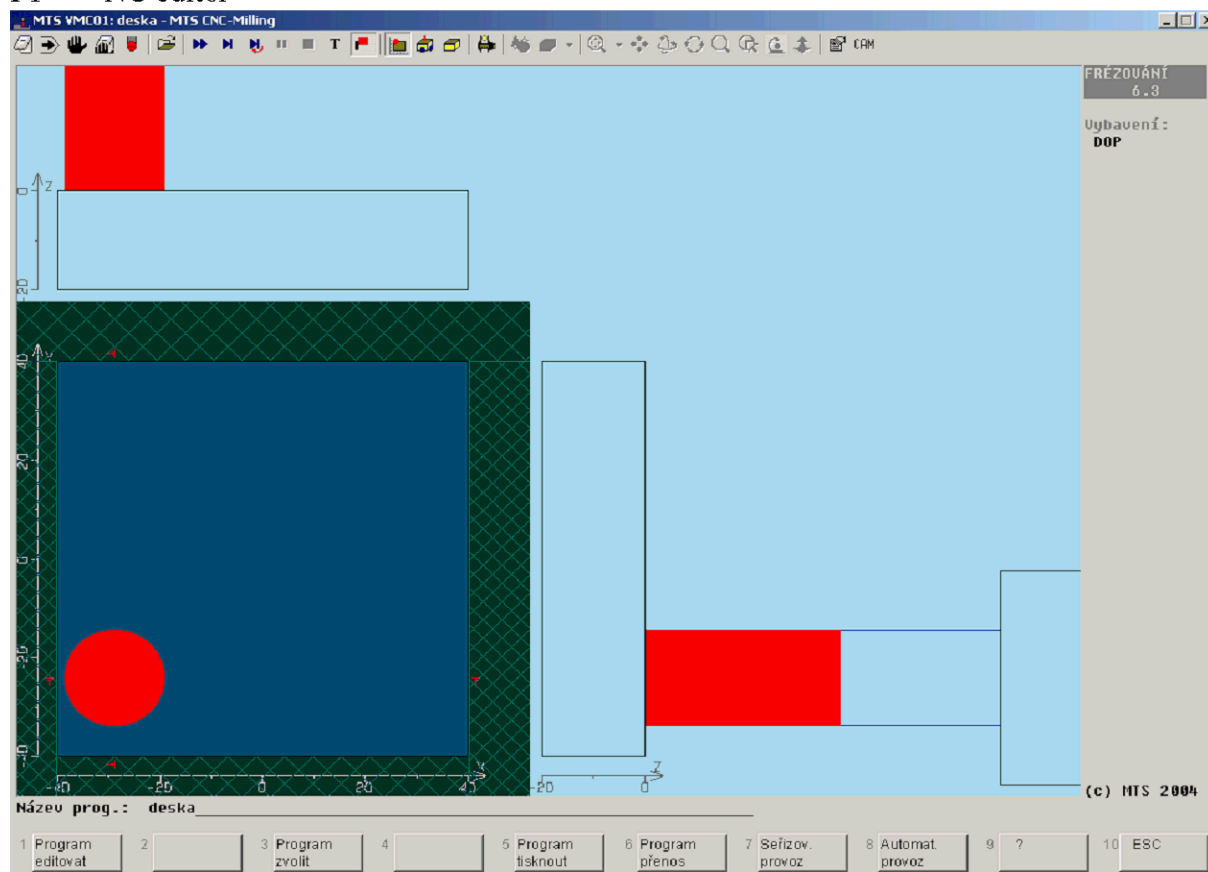 MTS VMC01: deska - MTS CNC-Milling
T
CAM
FRÉZOVÁNÍ
6.3
Vybavení:
DOP
Z
0
-20
40
Y
20
0
-20
-40
-40 -20 0 20 40
X
-20 0
Z
(c) MTS 2004
Název prog.: deska
1 Program editovat
2
3 Program zvolit
4
5 Program tisknout
6 Program přenos
7 Seřizov. provoz
8 Automat. provoz
9 ?
10 ESC